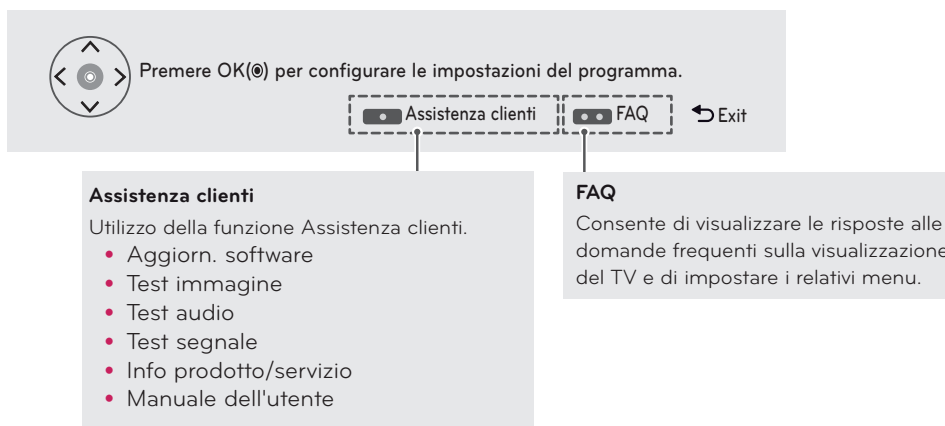 Premere OK(◉) per configurare le impostazioni del programma.
Assistenza clienti FAQ Exit
Assistenza clienti
Utilizzo della funzione Assistenza clienti.
• Aggiorn. software
• Test immagine
• Test audio
• Test segnale
• Info prodotto/servizio
• Manuale dell'utente
FAQ
Consente di visualizzare le risposte alle
domande frequenti sulla visualizzazione
del TV e di impostare i relativi menu.